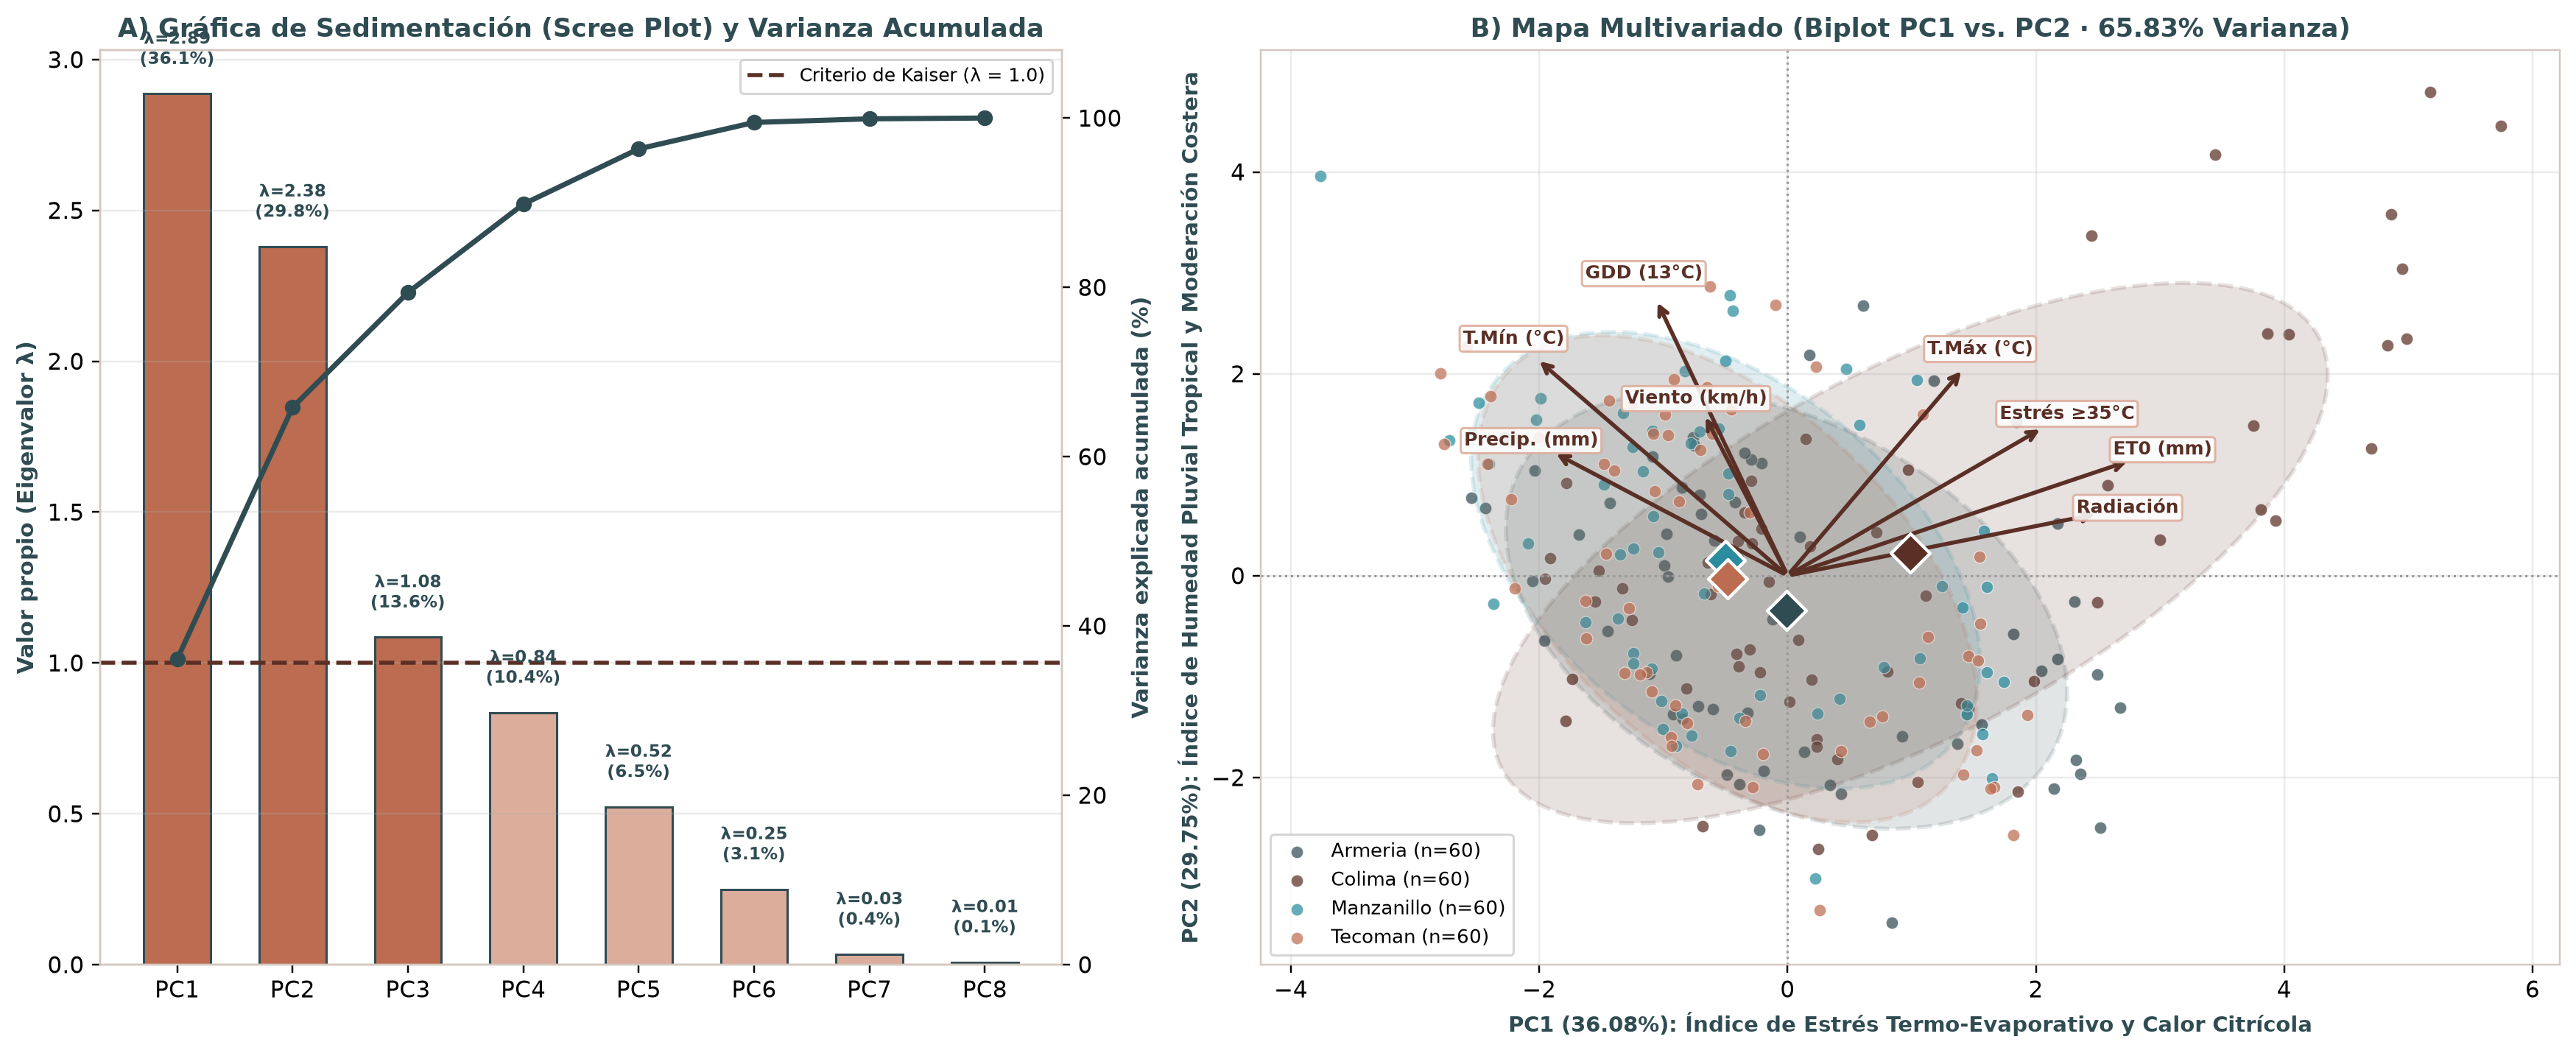 A) Gráfica de Sedimentación (Scree Plot) y Varianza Acumulada
λ=2.89
(36.1%)
Criterio de Kaiser (λ = 1.0)
λ=2.38
(29.8%)
λ=1.08
(13.6%)
λ=0.84
(10.4%)
λ=0.52
(6.5%)
λ=0.25
(3.1%)
λ=0.03
(0.4%)
λ=0.01
(0.1%)
Valor propio (Eigenvalor λ)
3.0
2.5
2.0
1.5
1.0
0.5
0.0
PC1 PC2 PC3 PC4 PC5 PC6 PC7 PC8
100
80
60
40
20
0
Varianza explicada acumulada (%)
B) Mapa Multivariado (Biplot PC1 vs. PC2 · 65.83% Varianza)
PC2 (29.75%): Índice de Humedad Pluvial Tropical y Moderación Costera
4
2
0
−2
GDD (13°C)
T.Mín (°C)
T.Máx (°C)
Viento (km/h)
Estrés ≥35°C
Precip. (mm)
ET0 (mm)
Radiación
Armeria (n=60)
Colima (n=60)
Manzanillo (n=60)
Tecoman (n=60)
−4 −2 0 2 4 6
PC1 (36.08%): Índice de Estrés Termo-Evaporativo y Calor Citrícola